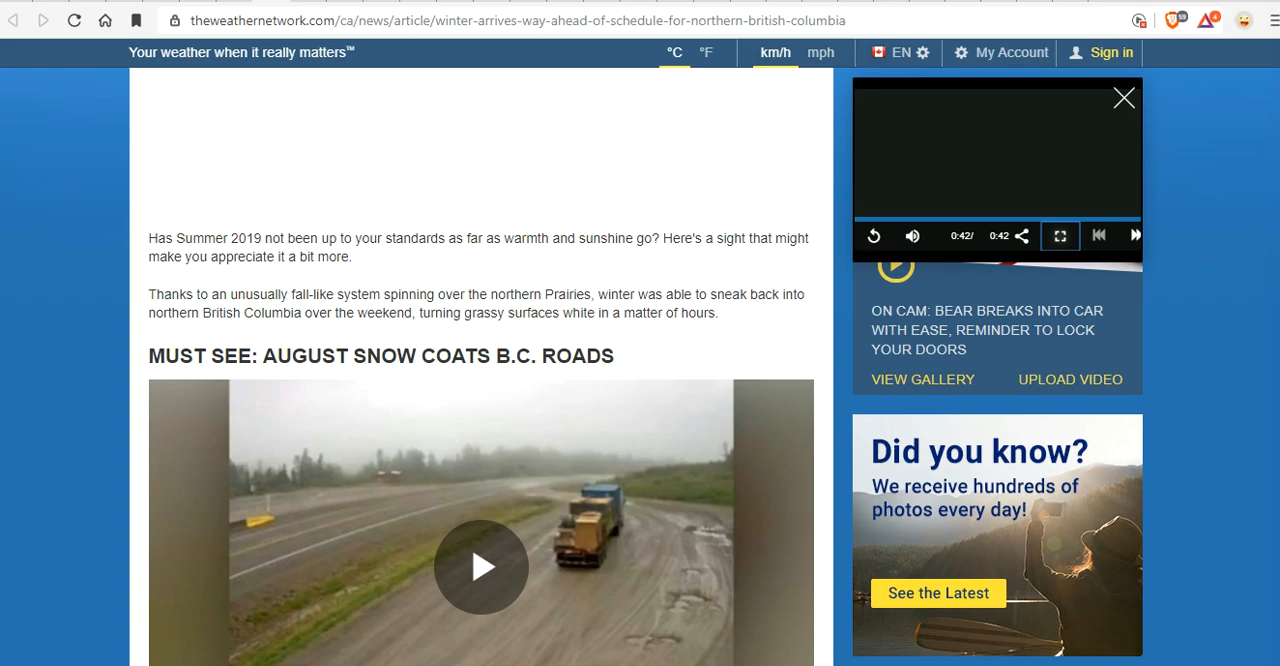 theweathernetwork.com/ca/news/article/winter-arrives-way-ahead-of-schedule-for-northern-british-columbia
59
4
Your weather when it really matters™
°C °F
km/h mph
EN
My Account
Sign in
Has Summer 2019 not been up to your standards as far as warmth and sunshine go? Here's a sight that might
make you appreciate it a bit more.
Thanks to an unusually fall-like system spinning over the northern Prairies, winter was able to sneak back into
northern British Columbia over the weekend, turning grassy surfaces white in a matter of hours.
MUST SEE: AUGUST SNOW COATS B.C. ROADS
0:42/ 0:42
ON CAM: BEAR BREAKS INTO CAR
WITH EASE, REMINDER TO LOCK
YOUR DOORS
VIEW GALLERY UPLOAD VIDEO
Did you know?
We receive hundreds of
photos every day!
See the Latest